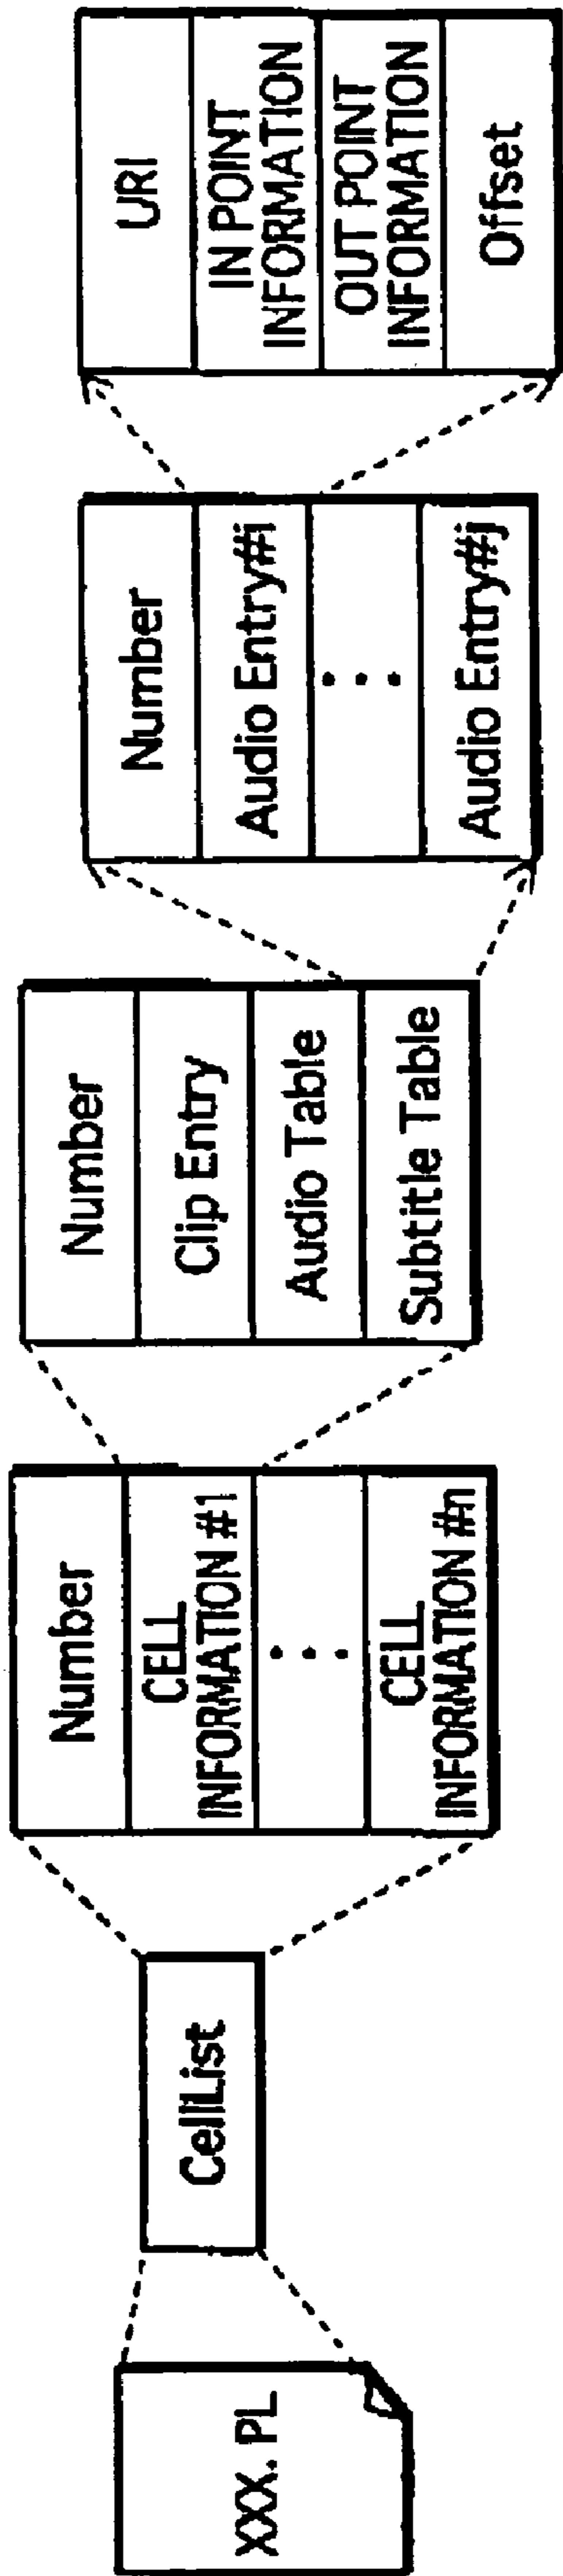 XXX. PL
CellList
Number
CELL
INFORMATION #1
. . .
CELL
INFORMATION #n
Number
Clip Entry
Audio Table
Subtitle Table
Number
Audio Entry#i
. . .
Audio Entry#j
URI
IN POINT
INFORMATION
OUT POINT
INFORMATION
Offset